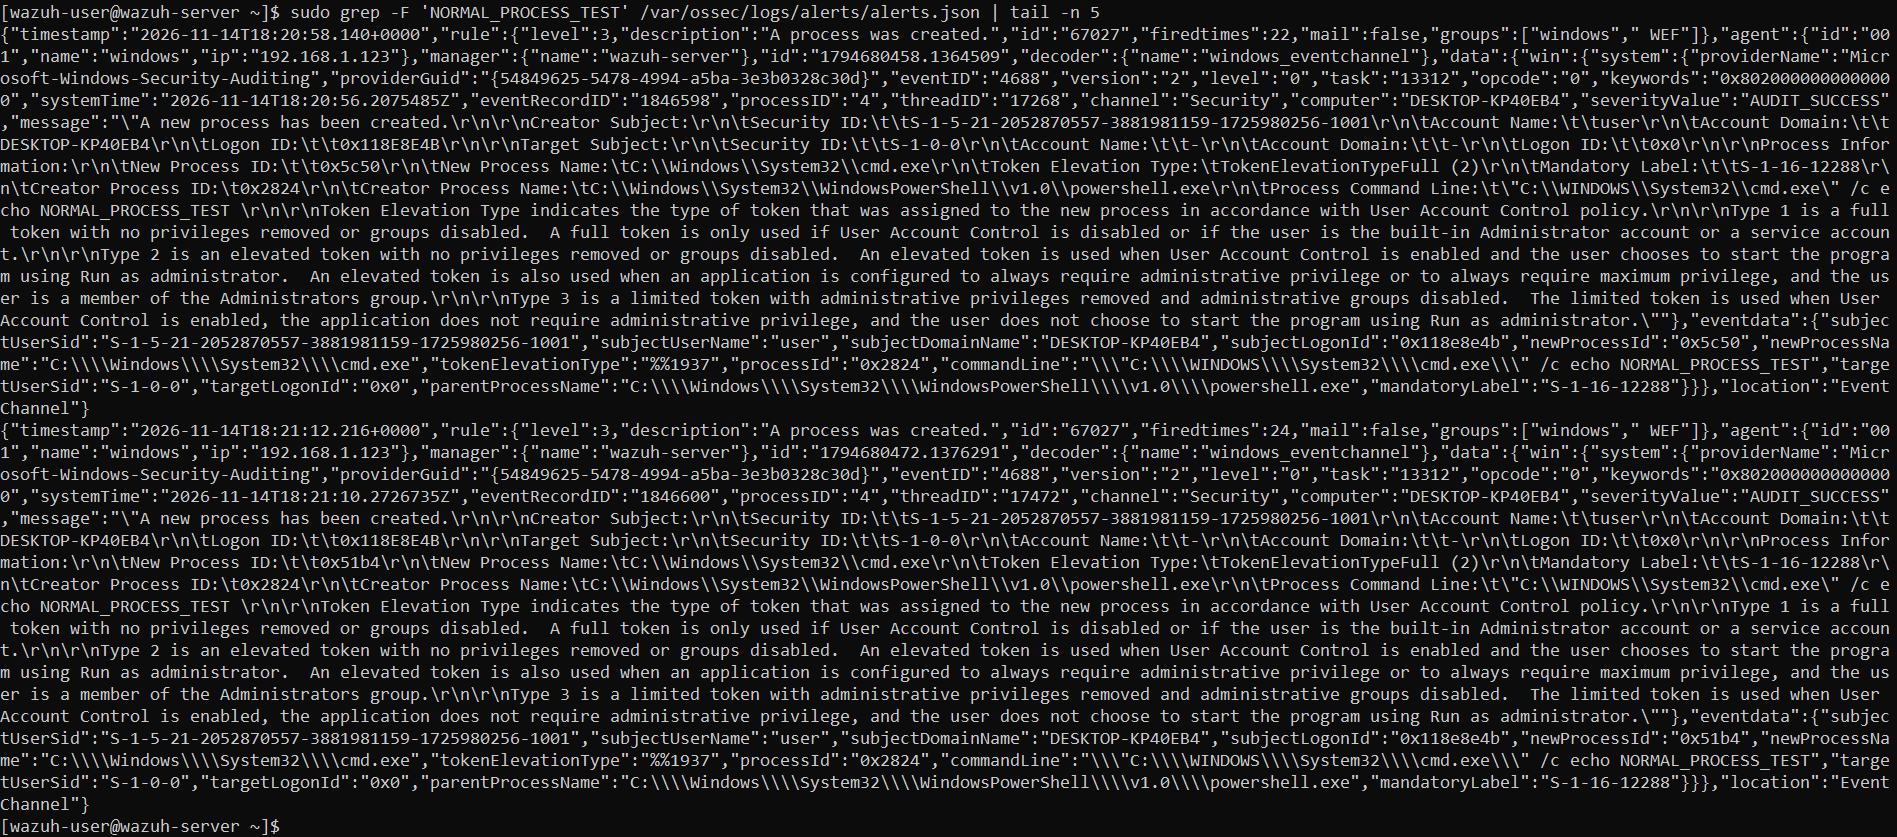 [wazuh-user@wazuh-server ~]$ sudo grep -F 'NORMAL_PROCESS_TEST' /var/ossec/logs/alerts/alerts.json | tail -n 5
{"timestamp":"2026-11-14T18:20:58.140+0000","rule":{"level":3,"description":"A process was created.","id":"67027","firedtimes":22,"mail":false,"groups":["windows"," WEF"]},"agent":{"id":"00
1","name":"windows","ip":"192.168.1.123"},"manager":{"name":"wazuh-server"},"id":"1794680458.1364509","decoder":{"name":"windows_eventchannel"},"data":{"win":{"system":{"providerName":"Micr
osoft-Windows-Security-Auditing","providerGuid":"{54849625-5478-4994-a5ba-3e3b0328c30d}","eventID":"4688","version":"2","level":"0","task":"13312","opcode":"0","keywords":"0x802000000000000
0","systemTime":"2026-11-14T18:20:56.2075485Z","eventRecordID":"1846598","processID":"4","threadID":"17268","channel":"Security","computer":"DESKTOP-KP40EB4","severityValue":"AUDIT_SUCCESS"
,"message":"\"A new process has been created.\r\n\r\nCreator Subject:\r\n\tSecurity ID:\t\tS-1-5-21-2052870557-3881981159-1725980256-1001\r\n\tAccount Name:\t\tuser\r\n\tAccount Domain:\t\t
DESKTOP-KP40EB4\r\n\tLogon ID:\t\t0x118E8E4B\r\n\r\nTarget Subject:\r\n\tSecurity ID:\t\tS-1-0-0\r\n\tAccount Name:\t\t-\r\n\tAccount Domain:\t\t-\r\n\tLogon ID:\t\t0x0\r\n\r\nProcess Infor
mation:\r\n\tNew Process ID:\t\t0x5c50\r\n\tNew Process Name:\tC:\\Windows\\System32\\cmd.exe\r\n\tToken Elevation Type:\tTokenElevationTypeFull (2)\r\n\tMandatory Label:\t\tS-1-16-12288\r\
n\tCreator Process ID:\t0x2824\r\n\tCreator Process Name:\tC:\\Windows\\System32\\WindowsPowerShell\\v1.0\\powershell.exe\r\n\tProcess Command Line:\t\"C:\\WINDOWS\\System32\\cmd.exe\" /c e
cho NORMAL_PROCESS_TEST \r\n\r\nToken Elevation Type indicates the type of token that was assigned to the new process in accordance with User Account Control policy.\r\n\r\nType 1 is a full
 token with no privileges removed or groups disabled.  A full token is only used if User Account Control is disabled or if the user is the built-in Administrator account or a service accoun
t.\r\n\r\nType 2 is an elevated token with no privileges removed or groups disabled.  An elevated token is used when User Account Control is enabled and the user chooses to start the progra
m using Run as administrator.  An elevated token is also used when an application is configured to always require administrative privilege or to always require maximum privilege, and the us
er is a member of the Administrators group.\r\n\r\nType 3 is a limited token with administrative privileges removed and administrative groups disabled.  The limited token is used when User 
Account Control is enabled, the application does not require administrative privilege, and the user does not choose to start the program using Run as administrator.\""},"eventdata":{"subjec
tUserSid":"S-1-5-21-2052870557-3881981159-1725980256-1001","subjectUserName":"user","subjectDomainName":"DESKTOP-KP40EB4","subjectLogonId":"0x118e8e4b","newProcessId":"0x5c50","newProcessNa
me":"C:\\\\Windows\\\\System32\\\\cmd.exe","tokenElevationType":"%%1937","processId":"0x2824","commandLine":"\\\"C:\\\\WINDOWS\\\\System32\\\\cmd.exe\\\" /c echo NORMAL_PROCESS_TEST","targe
tUserSid":"S-1-0-0","targetLogonId":"0x0","parentProcessName":"C:\\\\Windows\\\\System32\\\\WindowsPowerShell\\\\v1.0\\\\powershell.exe","mandatoryLabel":"S-1-16-12288"}}},"location":"Event
Channel"}
{"timestamp":"2026-11-14T18:21:12.216+0000","rule":{"level":3,"description":"A process was created.","id":"67027","firedtimes":24,"mail":false,"groups":["windows"," WEF"]},"agent":{"id":"00
1","name":"windows","ip":"192.168.1.123"},"manager":{"name":"wazuh-server"},"id":"1794680472.1376291","decoder":{"name":"windows_eventchannel"},"data":{"win":{"system":{"providerName":"Micr
osoft-Windows-Security-Auditing","providerGuid":"{54849625-5478-4994-a5ba-3e3b0328c30d}","eventID":"4688","version":"2","level":"0","task":"13312","opcode":"0","keywords":"0x802000000000000
0","systemTime":"2026-11-14T18:21:10.2726735Z","eventRecordID":"1846600","processID":"4","threadID":"17472","channel":"Security","computer":"DESKTOP-KP40EB4","severityValue":"AUDIT_SUCCESS"
,"message":"\"A new process has been created.\r\n\r\nCreator Subject:\r\n\tSecurity ID:\t\tS-1-5-21-2052870557-3881981159-1725980256-1001\r\n\tAccount Name:\t\tuser\r\n\tAccount Domain:\t\t
DESKTOP-KP40EB4\r\n\tLogon ID:\t\t0x118E8E4B\r\n\r\nTarget Subject:\r\n\tSecurity ID:\t\tS-1-0-0\r\n\tAccount Name:\t\t-\r\n\tAccount Domain:\t\t-\r\n\tLogon ID:\t\t0x0\r\n\r\nProcess Infor
mation:\r\n\tNew Process ID:\t\t0x51b4\r\n\tNew Process Name:\tC:\\Windows\\System32\\cmd.exe\r\n\tToken Elevation Type:\tTokenElevationTypeFull (2)\r\n\tMandatory Label:\t\tS-1-16-12288\r\
n\tCreator Process ID:\t0x2824\r\n\tCreator Process Name:\tC:\\Windows\\System32\\WindowsPowerShell\\v1.0\\powershell.exe\r\n\tProcess Command Line:\t\"C:\\WINDOWS\\System32\\cmd.exe\" /c e
cho NORMAL_PROCESS_TEST \r\n\r\nToken Elevation Type indicates the type of token that was assigned to the new process in accordance with User Account Control policy.\r\n\r\nType 1 is a full
 token with no privileges removed or groups disabled.  A full token is only used if User Account Control is disabled or if the user is the built-in Administrator account or a service accoun
t.\r\n\r\nType 2 is an elevated token with no privileges removed or groups disabled.  An elevated token is used when User Account Control is enabled and the user chooses to start the progra
m using Run as administrator.  An elevated token is also used when an application is configured to always require administrative privilege or to always require maximum privilege, and the us
er is a member of the Administrators group.\r\n\r\nType 3 is a limited token with administrative privileges removed and administrative groups disabled.  The limited token is used when User 
Account Control is enabled, the application does not require administrative privilege, and the user does not choose to start the program using Run as administrator.\""},"eventdata":{"subjec
tUserSid":"S-1-5-21-2052870557-3881981159-1725980256-1001","subjectUserName":"user","subjectDomainName":"DESKTOP-KP40EB4","subjectLogonId":"0x118e8e4b","newProcessId":"0x51b4","newProcessNa
me":"C:\\\\Windows\\\\System32\\\\cmd.exe","tokenElevationType":"%%1937","processId":"0x2824","commandLine":"\\\"C:\\\\WINDOWS\\\\System32\\\\cmd.exe\\\" /c echo NORMAL_PROCESS_TEST","targe
tUserSid":"S-1-0-0","targetLogonId":"0x0","parentProcessName":"C:\\\\Windows\\\\System32\\\\WindowsPowerShell\\\\v1.0\\\\powershell.exe","mandatoryLabel":"S-1-16-12288"}}},"location":"Event
Channel"}
[wazuh-user@wazuh-server ~]$